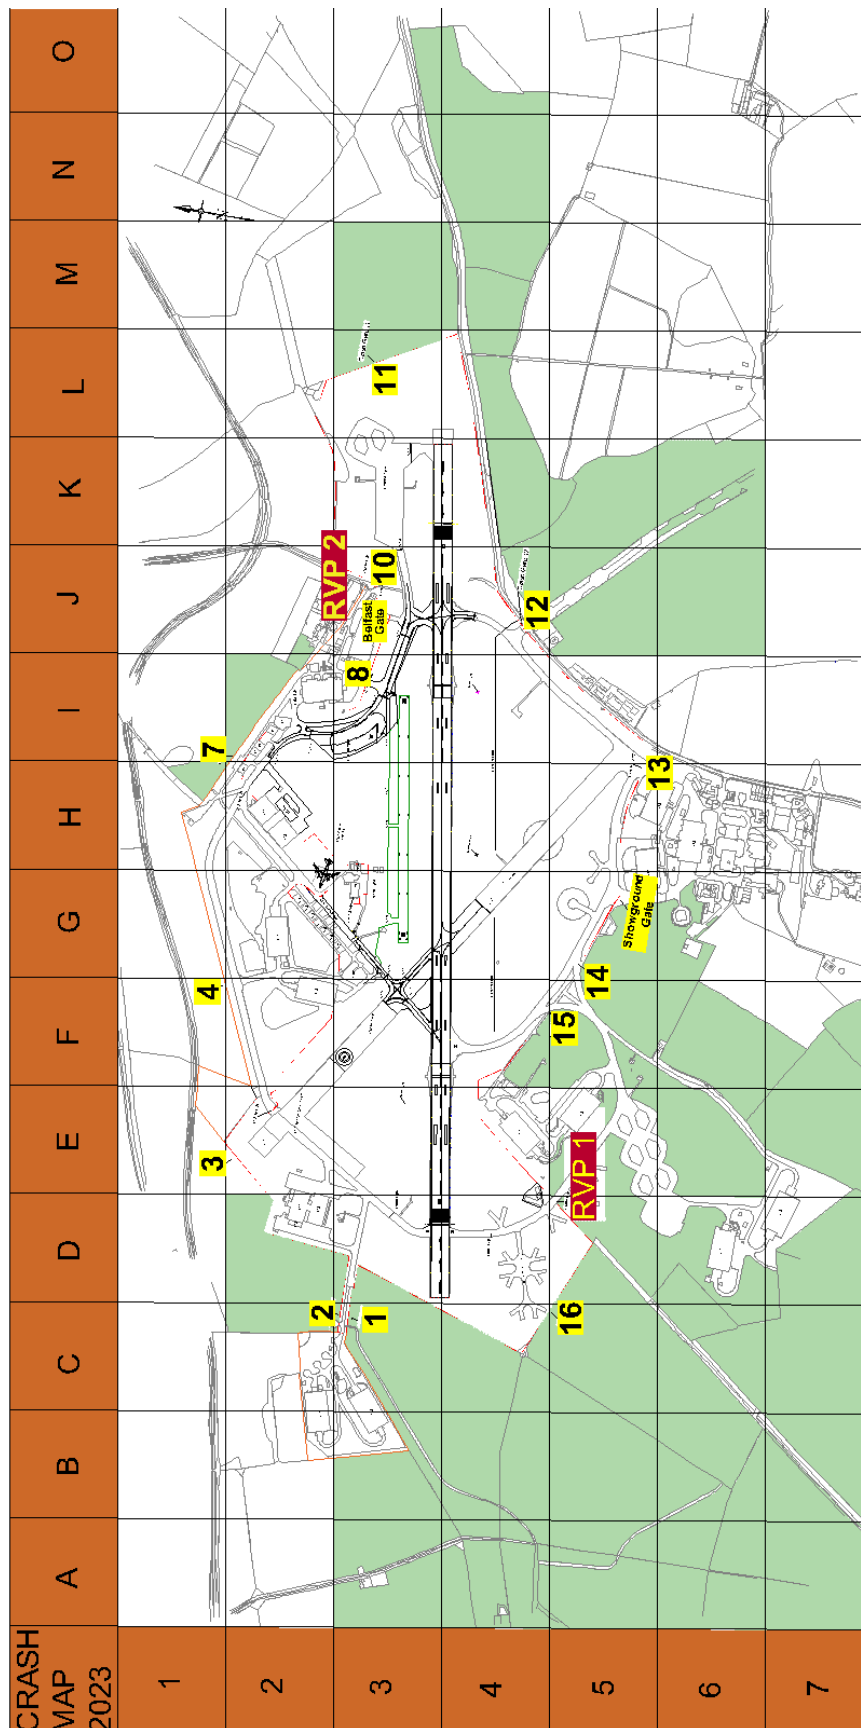 CRASH
MAP
2023
A
B
C
D
E
F
G
H
I
J
K
L
M
N
O
1
2
3
4
5
6
7
3
4
7
RVP 2
2
1
8
Belfast
Gate
10
11
12
16
RVP 1
15
14
Showground
Gate
13